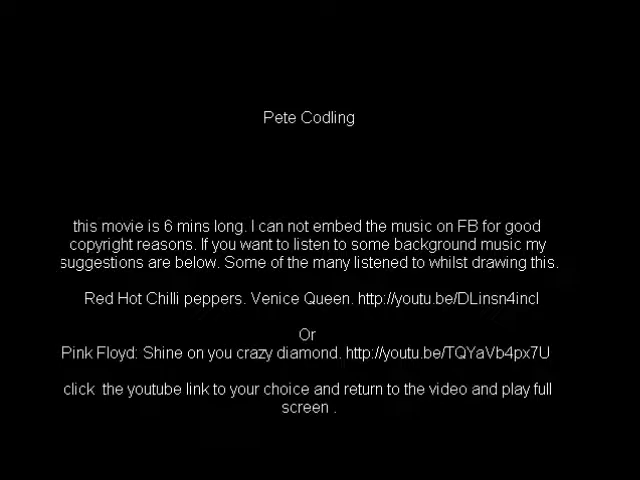 Pete Codling
this movie is 6 mins long. I can not embed the music on FB for good
copyright reasons. If you want to listen to some background music my
suggestions are below. Some of the many listened to whilst drawing this.
Red Hot Chilli peppers. Venice Queen. http://youtu.be/DLinsn4incI
Or
Pink Floyd: Shine on you crazy diamond. http://youtu.be/TQYaVb4px7U
click  the youtube link to your choice and return to the video and play full
screen .